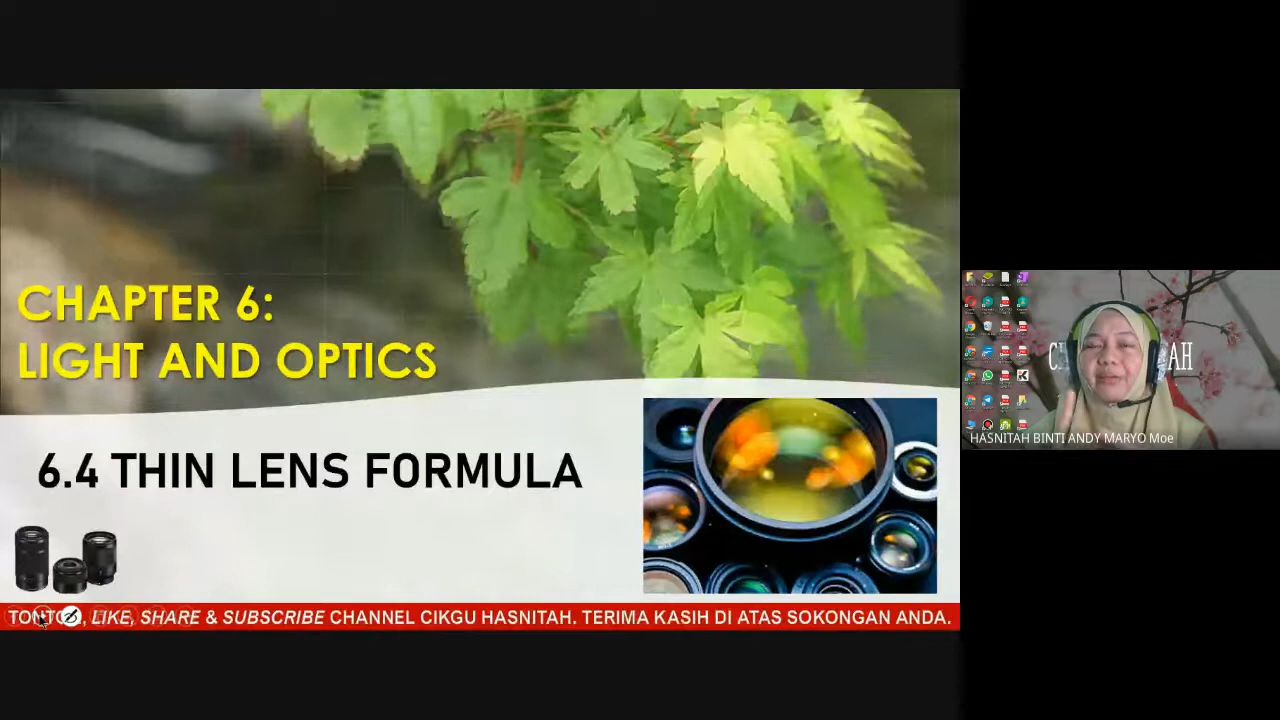 CHAPTER 6:
LIGHT AND OPTICS
6.4 THIN LENS FORMULA
LIKE, SHARE & SUBSCRIBE CHANNEL CIKGU HASNITAH. TERIMA KASIH DI ATAS SOKONGAN ANDA.
HASNITAH BINTI ANDY MARYO Moe